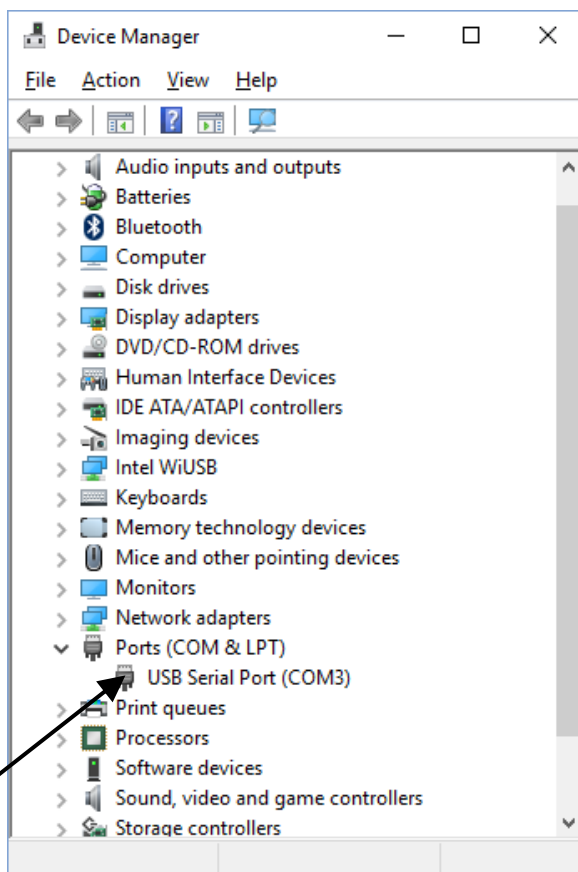 Device Manager
File Action View Help
Audio inputs and outputs
Batteries
Bluetooth
Computer
Disk drives
Display adapters
DVD/CD-ROM drives
Human Interface Devices
IDE ATA/ATAPI controllers
Imaging devices
Intel WiUSB
Keyboards
Memory technology devices
Mice and other pointing devices
Monitors
Network adapters
Ports (COM & LPT)
USB Serial Port (COM3)
Print queues
Processors
Software devices
Sound, video and game controllers
Storage controllers